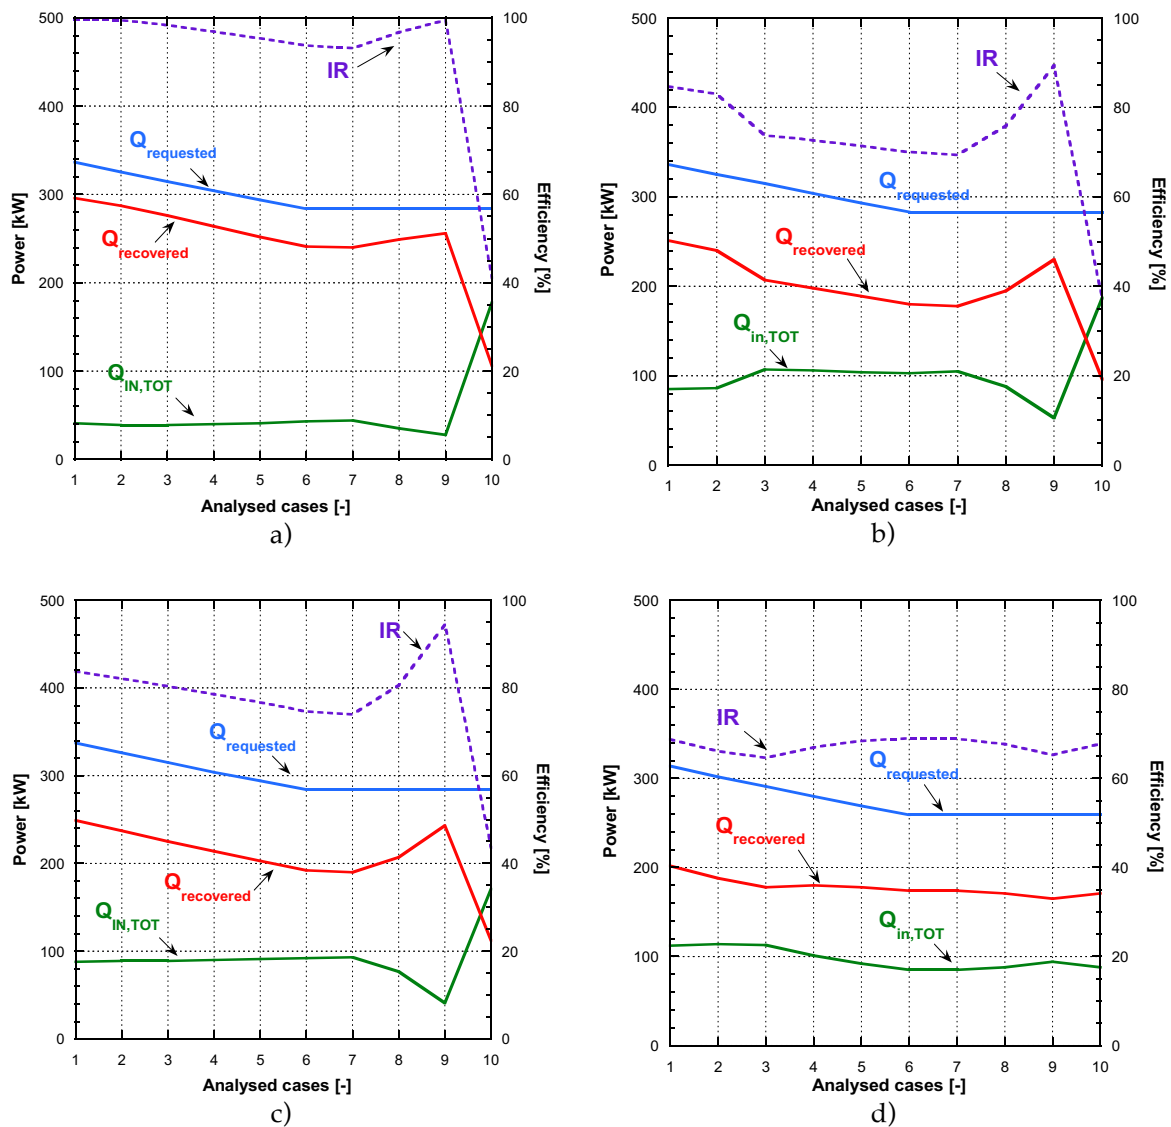 500
400
300
200
100
0
Power [kW]
IR
Q requested
Q recovered
Q IN,TOT
100
80
60
40
20
0
Efficiency [%]
1 2 3 4 5 6 7 8 9 10
Analysed cases [-]
a)
500
400
300
200
100
0
Power [kW]
IR
Q requested
Q recovered
Q in,TOT
100
80
60
40
20
0
Efficiency [%]
1 2 3 4 5 6 7 8 9 10
Analysed cases [-]
b)
500
400
300
200
100
0
Power [kW]
IR
Q requested
Q recovered
Q IN,TOT
100
80
60
40
20
0
Efficiency [%]
1 2 3 4 5 6 7 8 9 10
Analysed cases [-]
c)
500
400
300
200
100
0
Power [kW]
IR
Q requested
Q recovered
Q in,TOT
100
80
60
40
20
0
Efficiency [%]
1 2 3 4 5 6 7 8 9 10
Analysed cases [-]
d)